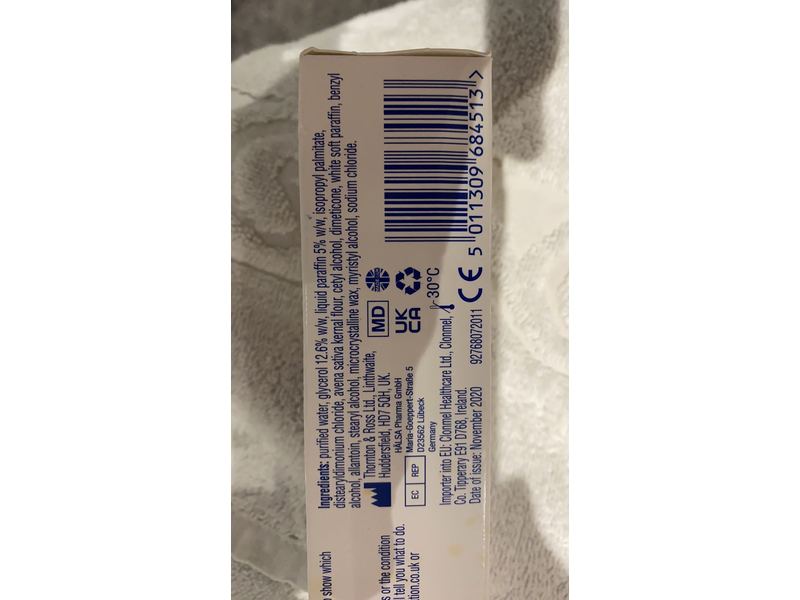 Ingredients: purified water, glycerol 12.6% w/w, liquid paraffin 5% w/w, isopropyl palmitate,
distearyldimonium chloride, avena sativa kernal flour, cetyl alcohol, dimeticone, white soft paraffin, benzyl
alcohol, allantoin, stearyl alcohol, microcrystalline wax, myristyl alcohol, sodium chloride.
Thornton & Ross Ltd., Linthwaite,
Huddersfield, HD7 5QH, UK.
EC REP
HÄLSA Pharma GmbH
Maria-Goeppert-Straße 5
D23562 Lübeck
Germany
Importer into EU: Clonmel Healthcare Ltd., Clonmel,
Co. Tipperary E91 D768, Ireland.
Date of issue: November 2020
92768072011
MD
UK
CA
30°C
CE
5 011309 684513 >
o show which
s or the condition
l tell you what to do.
tion.co.uk or